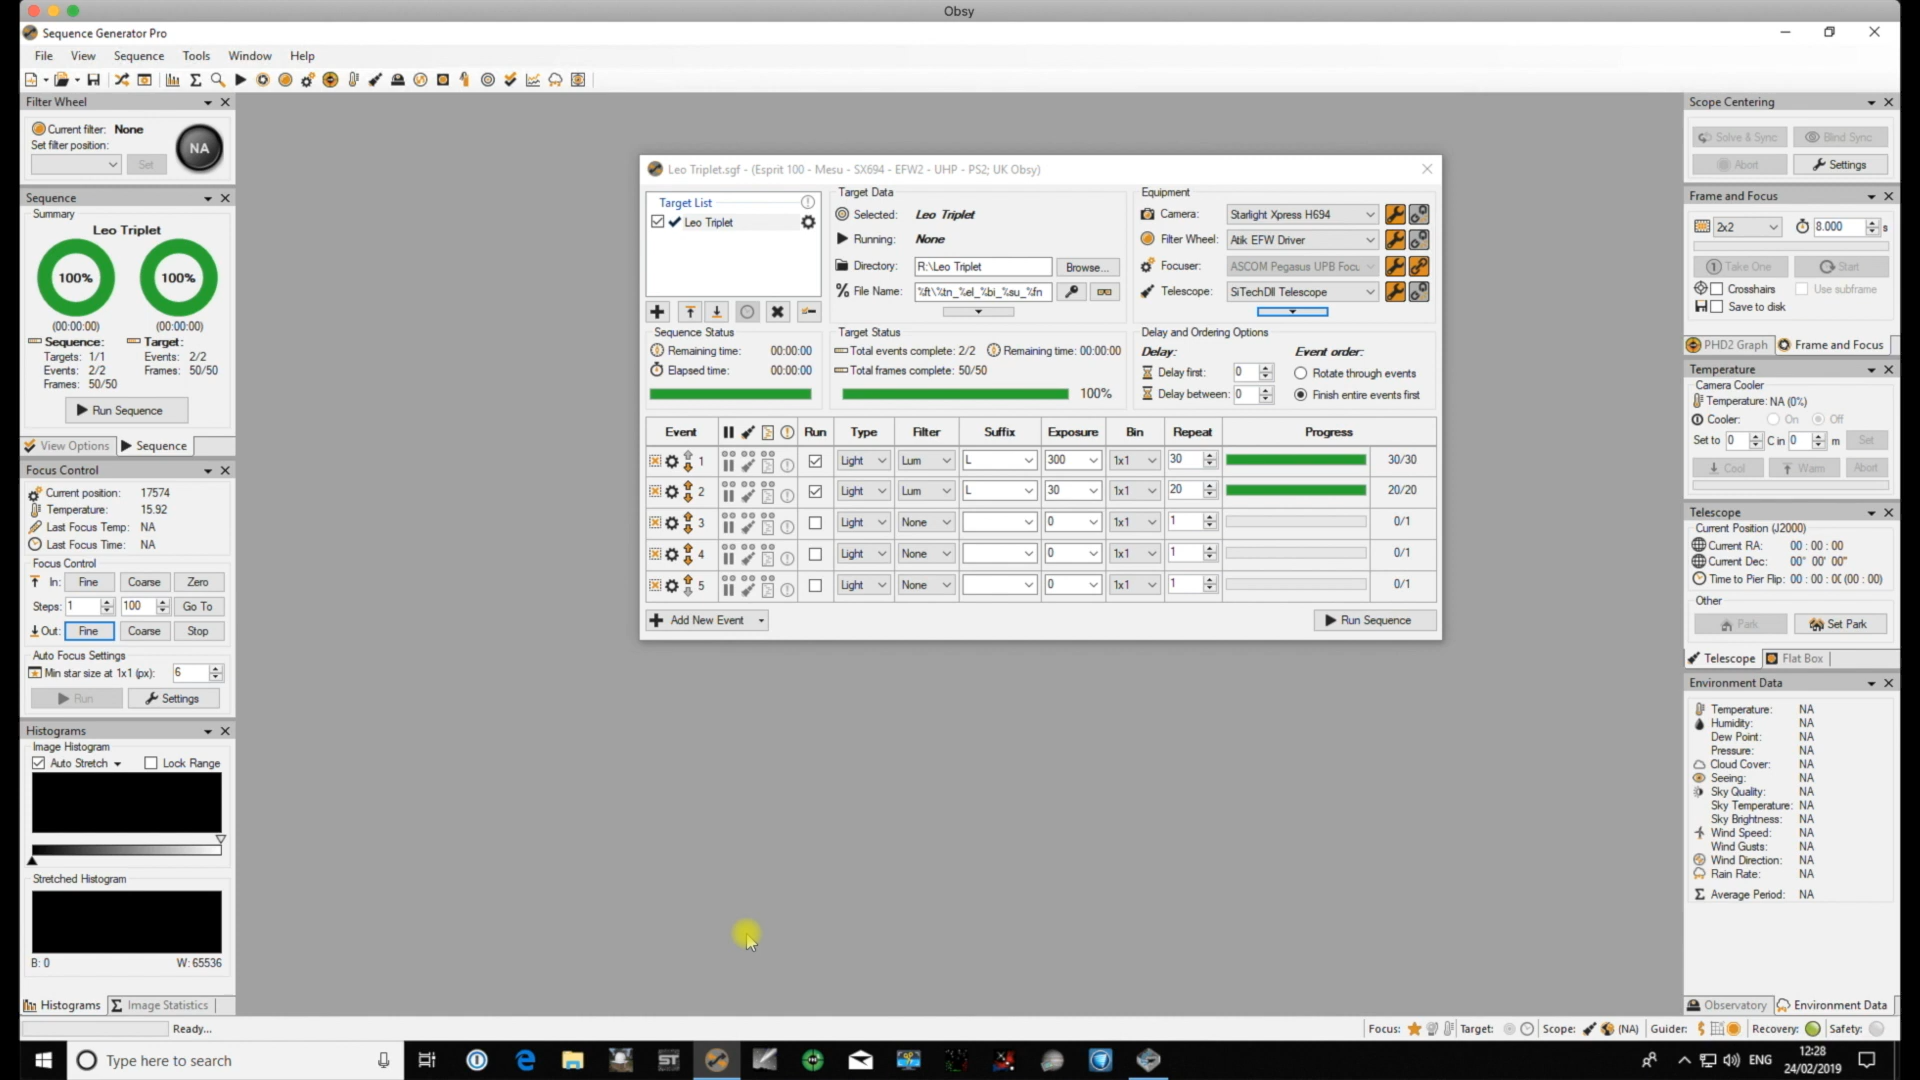 Obsy
Sequence Generator Pro
File View Sequence Tools Window Help
Filter Wheel
Current filter: None
Set filter position:
Set
NA
Sequence
Summary
Leo Triplet
100% 100%
(00:00:00) (00:00:00)
Sequence: Target:
Targets: 1/1 Events: 2/2
Events: 2/2 Frames: 50/50
Frames: 50/50
Run Sequence
View Options Sequence
Focus Control
Current position: 17574
Temperature: 15.92
Last Focus Temp: NA
Last Focus Time: NA
Focus Control
In: Fine Coarse Zero
Steps: 1 100 Go To
Out: Fine Coarse Stop
Auto Focus Settings
Min star size at 1x1 (px): 6
Run Settings
Histograms
Image Histogram
Auto Stretch Lock Range
Stretched Histogram
B: 0 W: 65536
Histograms Image Statistics
Ready...
Leo Triplet.sgf - (Esprit 100 - Mesu - SX694 - EFW2 - UHP - PS2; UK Obsy)
Target List
Leo Triplet
Target Data
Selected: Leo Triplet
Running: None
Directory: R:\Leo Triplet Browse...
% File Name: %ft\%tn_%el_%bi_%su_%fn
Equipment
Camera: Starlight Xpress H694
Filter Wheel: Atik EFW Driver
Focuser: ASCOM Pegasus UPB Focu
Telescope: SiTechDll Telescope
Sequence Status
Remaining time: 00:00:00
Elapsed time: 00:00:00
Target Status
Total events complete: 2/2 Remaining time: 00:00:00
Total frames complete: 50/50
100%
Delay and Ordering Options
Delay: Event order:
Delay first: 0 Rotate through events
Delay between: 0 Finish entire events first
Event Run Type Filter Suffix Exposure Bin Repeat Progress
1 Light Lum L 300 1x1 30 30/30
2 Light Lum L 30 1x1 20 20/20
3 Light None 0 1x1 1 0/1
4 Light None 0 1x1 1 0/1
5 Light None 0 1x1 1 0/1
Add New Event Run Sequence
Scope Centering
Solve & Sync Blind Sync
Abort Settings
Frame and Focus
2x2 8.000 s
Take One Start
Crosshairs Use subframe
Save to disk
PHD2 Graph Frame and Focus
Temperature
Camera Cooler
Temperature: NA (0%)
Cooler: On Off
Set to 0 C in 0 m Set
Cool Warm Abort
Telescope
Current Position (J2000)
Current RA: 00 : 00 : 00
Current Dec: 00° 00' 00"
Time to Pier Flip: 00 : 00 : 0( (00 : 00)
Other
Park Set Park
Telescope Flat Box
Environment Data
Temperature: NA
Humidity: NA
Dew Point: NA
Pressure: NA
Cloud Cover: NA
Seeing: NA
Sky Quality: NA
Sky Temperature: NA
Sky Brightness: NA
Wind Speed: NA
Wind Gusts: NA
Wind Direction: NA
Rain Rate: NA
Average Period: NA
Observatory Environment Data
Focus: Target: Scope: (NA) Guider: Recovery: Safety:
Type here to search
ST
ENG
12:28
24/02/2019